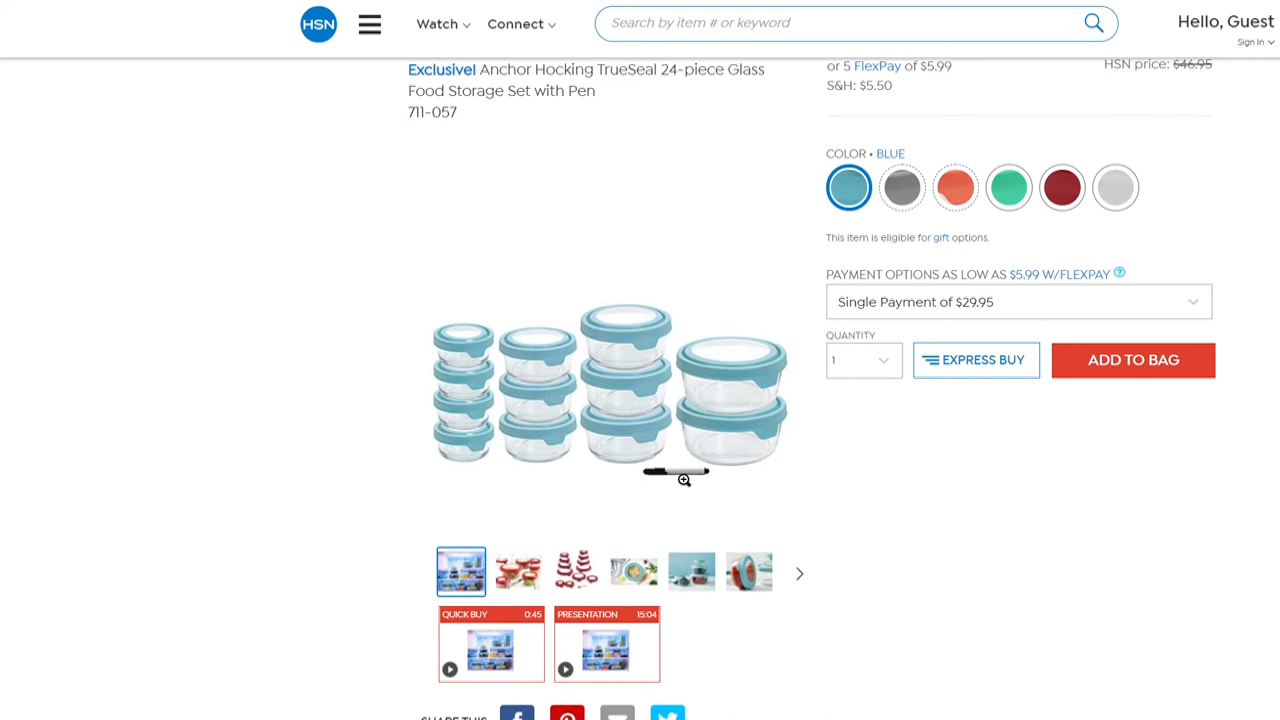 HSN
Watch
Connect
Search by item # or keyword
Hello, Guest
Sign In
Exclusive! Anchor Hocking TrueSeal 24-piece Glass
Food Storage Set with Pen
711-057
or 5 FlexPay of $5.99
HSN price: $46.95
S&H: $5.50
COLOR • BLUE
This item is eligible for gift options.
PAYMENT OPTIONS AS LOW AS $5.99 W/FLEXPAY ?
Single Payment of $29.95
QUANTITY
1
EXPRESS BUY
ADD TO BAG
QUICK BUY 0:45
PRESENTATION 15:04
SHARE THIS